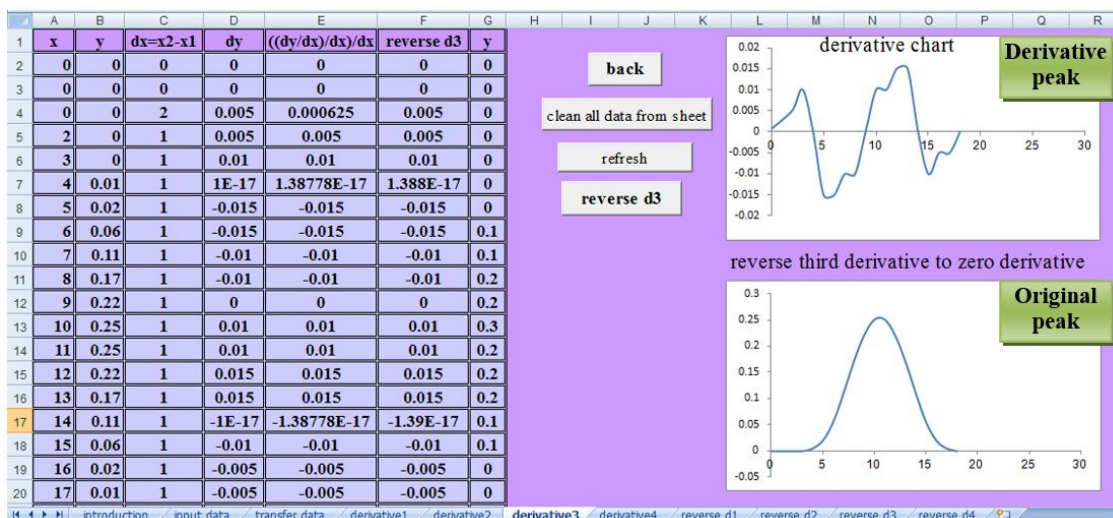 A B C D E F G H I J K L M N O P Q R
1 x y dx=x2-x1 dy ((dy/dx)/dx)/dx reverse d3 y
2 0 0 0 0 0 0 0
3 0 0 0 0 0 0 0
4 0 0 2 0.005 0.000625 0.005 0
5 2 0 1 0.005 0.005 0.005 0
6 3 0 1 0.01 0.01 0.01 0
7 4 0.01 1 1E-17 1.38778E-17 1.388E-17 0
8 5 0.02 1 -0.015 -0.015 -0.015 0
9 6 0.06 1 -0.015 -0.015 -0.015 0.1
10 7 0.11 1 -0.01 -0.01 -0.01 0.1
11 8 0.17 1 -0.01 -0.01 -0.01 0.2
12 9 0.22 1 0 0 0 0.2
13 10 0.25 1 0.01 0.01 0.01 0.3
14 11 0.25 1 0.01 0.01 0.01 0.2
15 12 0.22 1 0.015 0.015 0.015 0.2
16 13 0.17 1 0.015 0.015 0.015 0.2
17 14 0.11 1 -1E-17 -1.38778E-17 -1.39E-17 0.1
18 15 0.06 1 -0.01 -0.01 -0.01 0.1
19 16 0.02 1 -0.005 -0.005 -0.005 0
20 17 0.01 1 -0.005 -0.005 -0.005 0
back
clean all data from sheet
refresh
reverse d3
derivative chart
Derivative
peak
0.02
0.015
0.01
0.005
0
-0.005
-0.01
-0.015
-0.02
0 5 10 15 20 25 30
reverse third derivative to zero derivative
Original
peak
0.3
0.25
0.2
0.15
0.1
0.05
0
-0.05
0 5 10 15 20 25 30
introduction input data transfer data derivative1 derivative2 derivative3 derivative4 reverse d1 reverse d2 reverse d3 reverse d4